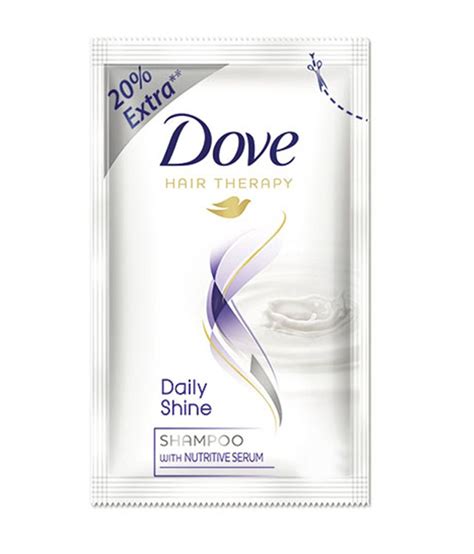 20%
Extra**
Dove
HAIR THERAPY
Daily
Shine
SHAMPOO
WITH NUTRITIVE SERUM